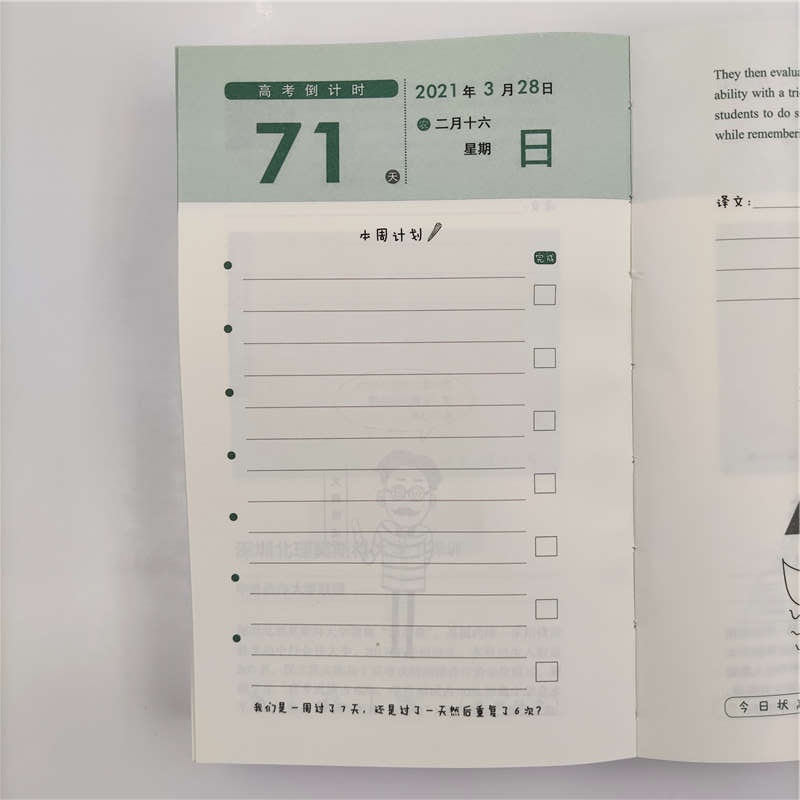 高考倒计时
71天
2021年3月28日
农 二月十六
星期 日
本周计划
完成
我们是一周过了7天，还是过了一天然后重复了6次？
They then evalua
ability with a tri
students to do s
while remember
译文：
今日状